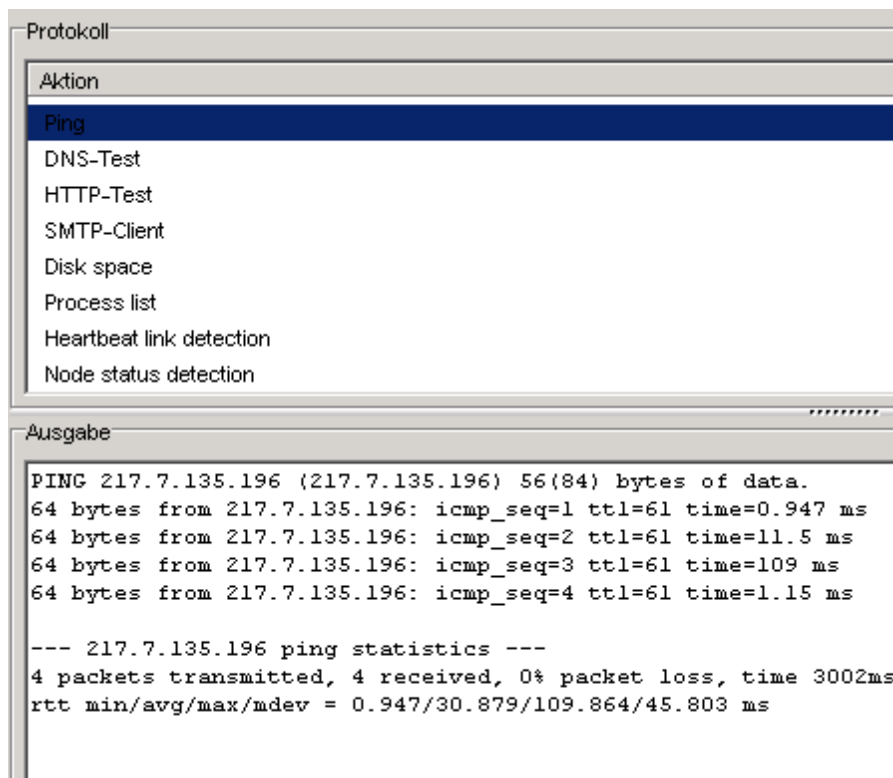 Protokoll
Aktion
Ping
DNS-Test
HTTP-Test
SMTP-Client
Disk space
Process list
Heartbeat link detection
Node status detection
Ausgabe
PING 217.7.135.196 (217.7.135.196) 56(84) bytes of data.
64 bytes from 217.7.135.196: icmp_seq=1 ttl=61 time=0.947 ms
64 bytes from 217.7.135.196: icmp_seq=2 ttl=61 time=11.5 ms
64 bytes from 217.7.135.196: icmp_seq=3 ttl=61 time=109 ms
64 bytes from 217.7.135.196: icmp_seq=4 ttl=61 time=1.15 ms
--- 217.7.135.196 ping statistics ---
4 packets transmitted, 4 received, 0% packet loss, time 3002ms
rtt min/avg/max/mdev = 0.947/30.879/109.864/45.803 ms